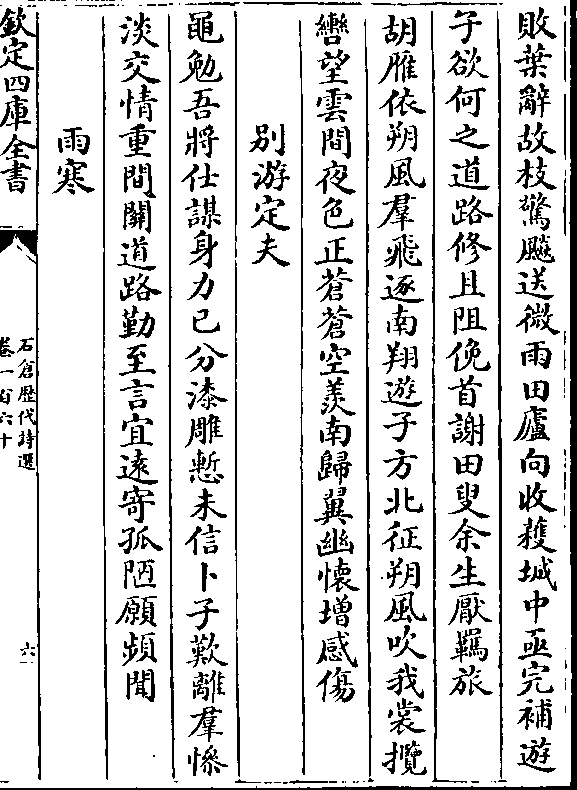 敗葉辭故枝驚飈送微雨田廬向收穫城中亟完補遊
子欲何之道路修且阻俛首謝田叟余生厭羈旅
胡雁依朔風羣飛逐南翔遊子方北征朔風吹我裳攬
轡望雲間夜色正蒼蒼空羨南歸翼幽懷增感傷
别游定夫
黽勉吾將仕謀身力已分漆雕慙未信卜子歎離羣慘
淡交情重間關道路勤至言宜逺寄孤陋願頻聞
雨寒
欽定四庫全書
石倉歷代詩選
卷一百六十
六